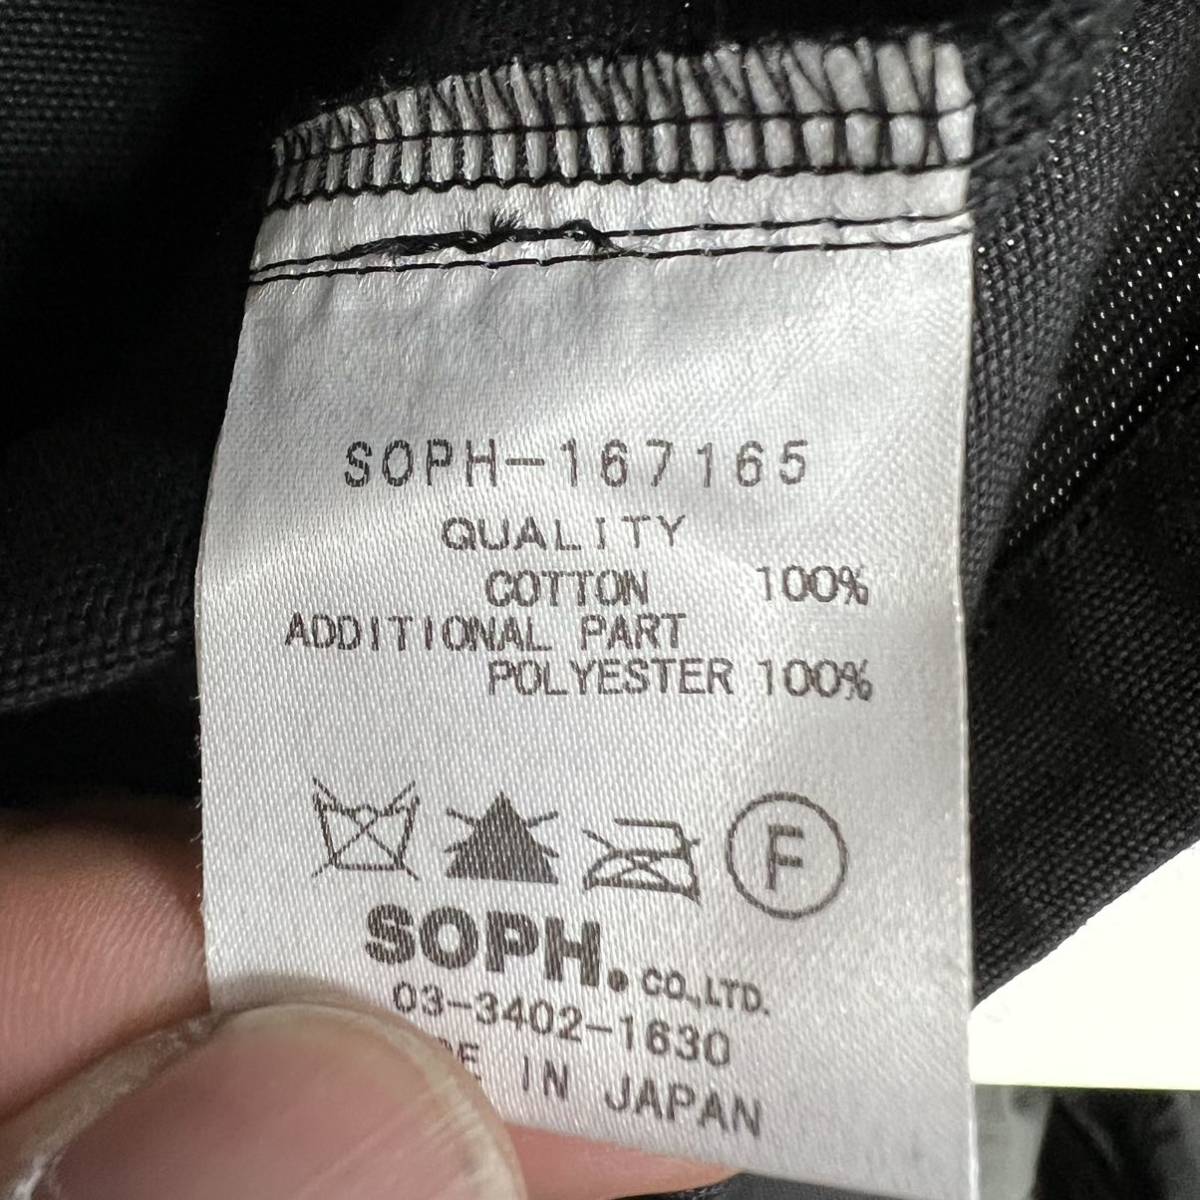 SOPH-167165
QUALITY
COTTON 100%
ADDITIONAL PART
POLYESTER 100%
F
SOPH. CO.,LTD.
03-3402-1630
IN JAPAN